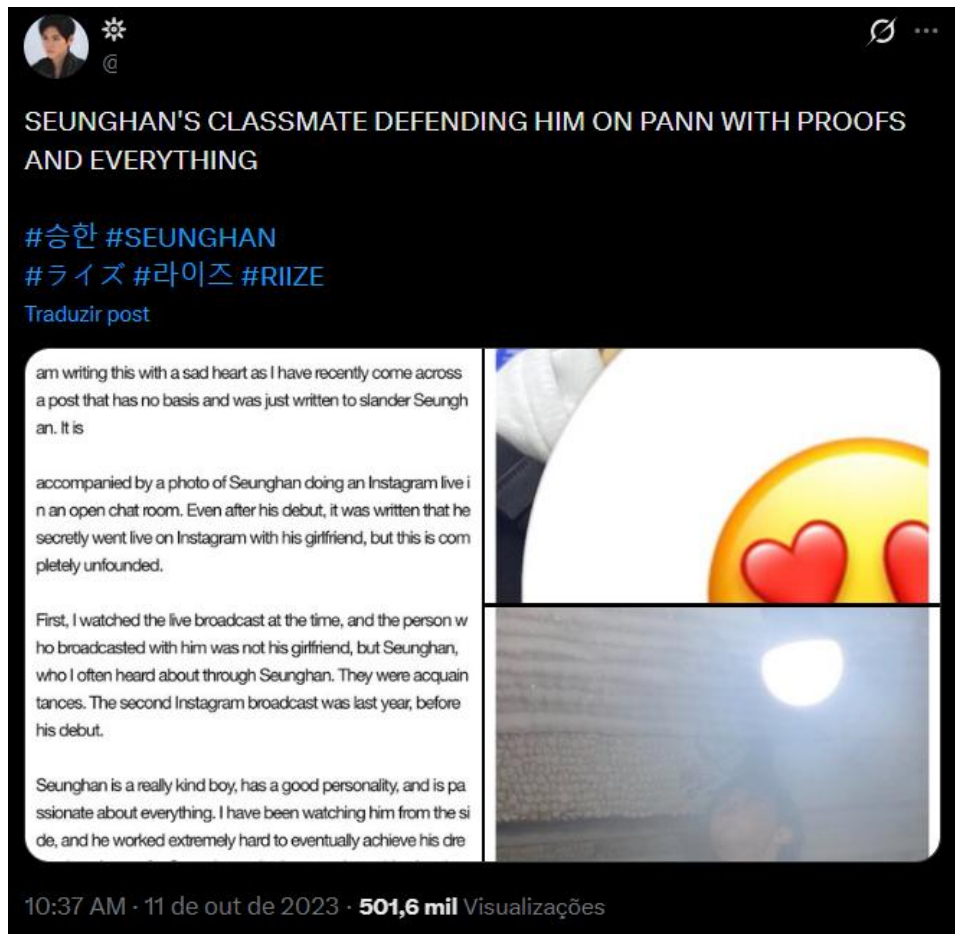 @
SEUNGHAN'S CLASSMATE DEFENDING HIM ON PANN WITH PROOFS
AND EVERYTHING
#승한 #SEUNGHAN
#ライズ #라이즈 #RIIZE
Traduzir post
am writing this with a sad heart as I have recently come across
a post that has no basis and was just written to slander Seungh
an. It is
accompanied by a photo of Seunghan doing an Instagram live i
n an open chat room. Even after his debut, it was written that he
secretly went live on Instagram with his girlfriend, but this is com
pletely unfounded.
First, I watched the live broadcast at the time, and the person w
ho broadcasted with him was not his girlfriend, but Seunghan,
who I often heard about through Seunghan. They were acquain
tances. The second Instagram broadcast was last year, before
his debut.
Seunghan is a really kind boy, has a good personality, and is pa
ssionate about everything. I have been watching him from the si
de, and he worked extremely hard to eventually achieve his dre
10:37 AM · 11 de out de 2023 · 501,6 mil Visualizações